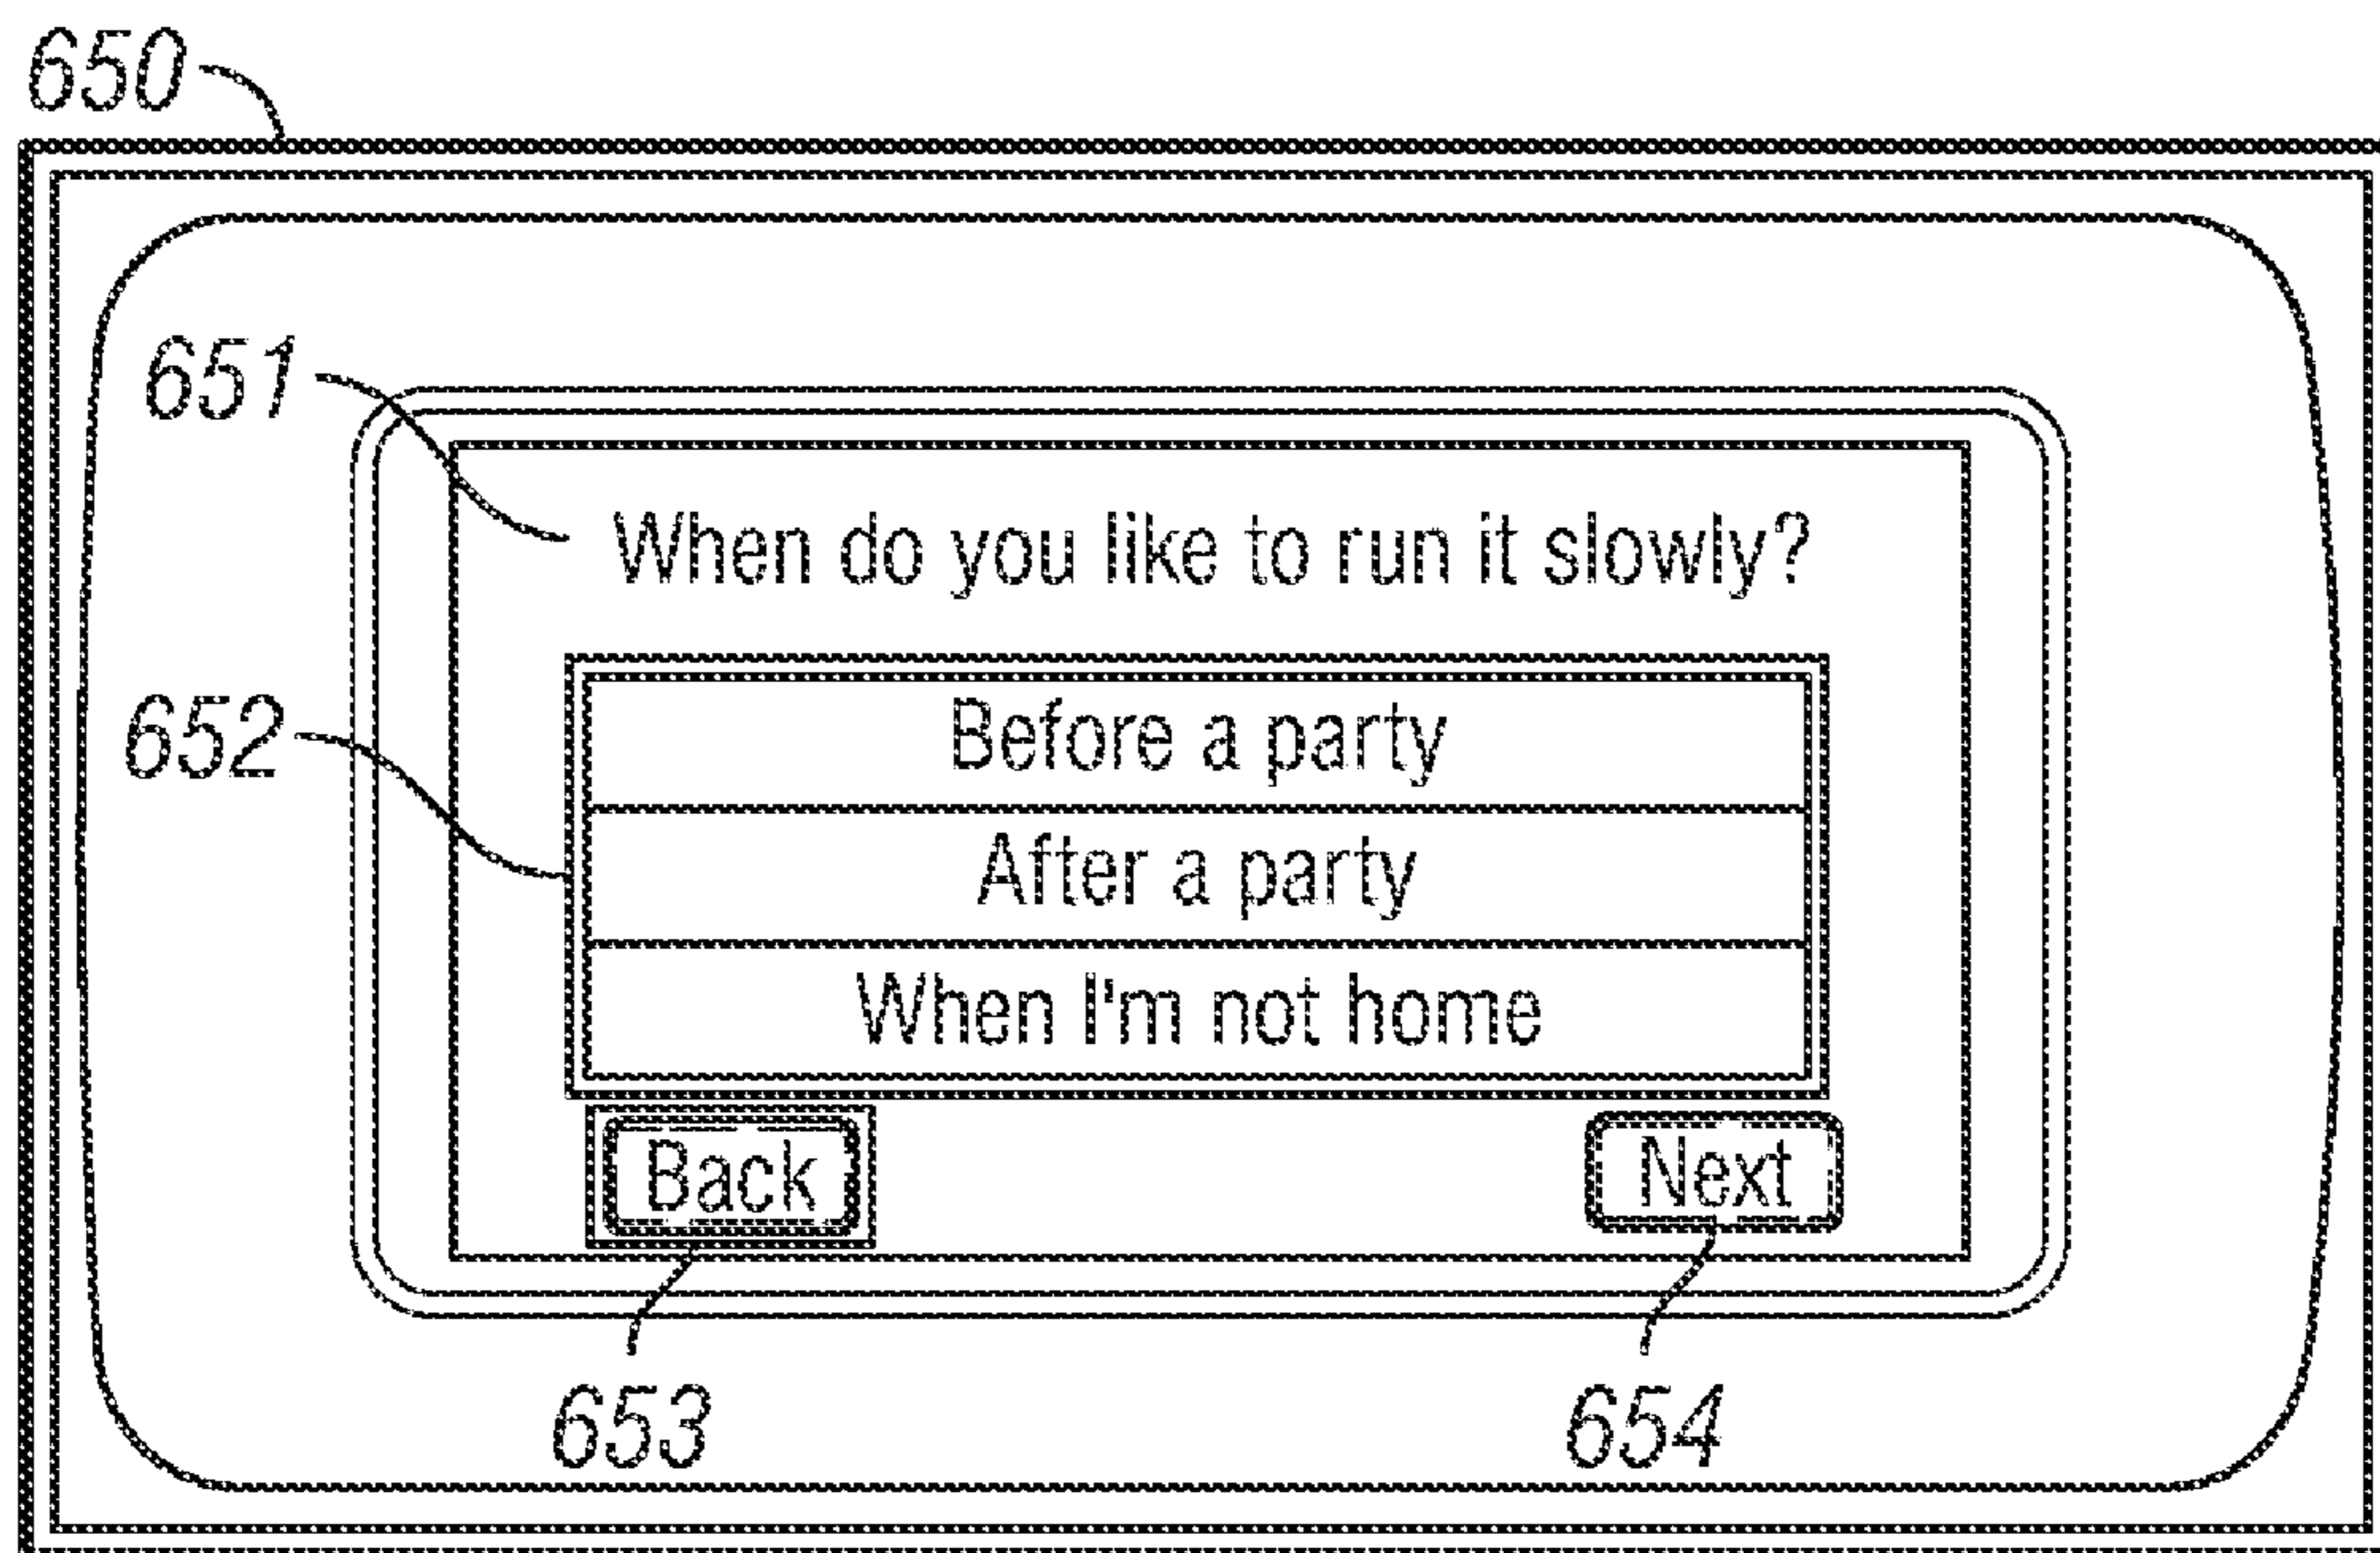 650
651
When do you like to run it slowly?
652
Before a party
After a party
When I'm not home
Back
Next
653
654